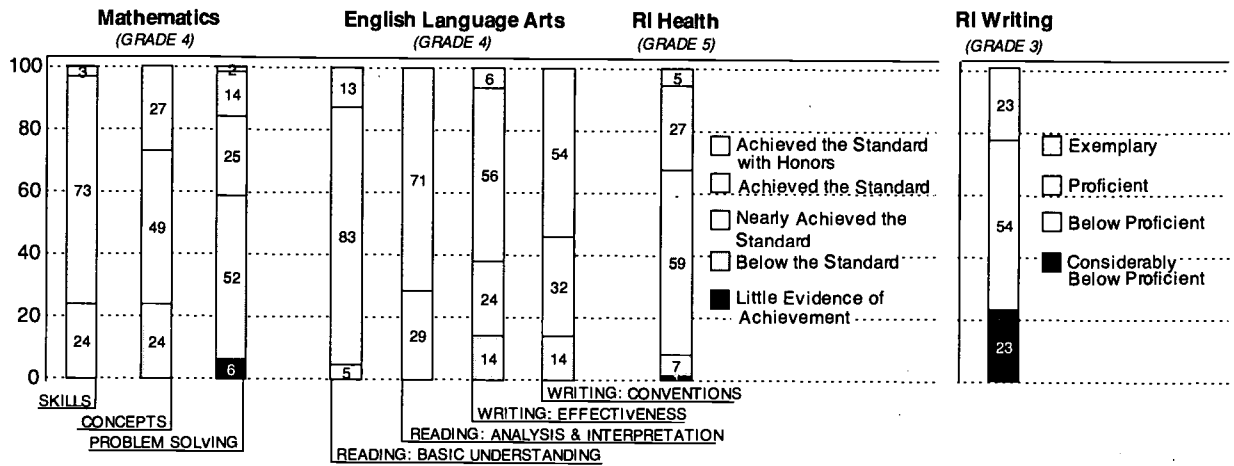 Mathematics
(GRADE 4)
English Language Arts
(GRADE 4)
RI Health
(GRADE 5)
RI Writing
(GRADE 3)
100
80
60
40
20
0
3
73
24
27
49
24
2
14
25
52
6
13
83
5
71
29
6
56
24
14
54
32
14
5
27
59
7
Achieved the Standard
with Honors
Achieved the Standard
Nearly Achieved the
Standard
Below the Standard
Little Evidence of
Achievement
23
54
23
Exemplary
Proficient
Below Proficient
Considerably
Below Proficient
SKILLS
CONCEPTS
PROBLEM SOLVING
WRITING: CONVENTIONS
WRITING: EFFECTIVENESS
READING: ANALYSIS & INTERPRETATION
READING: BASIC UNDERSTANDING